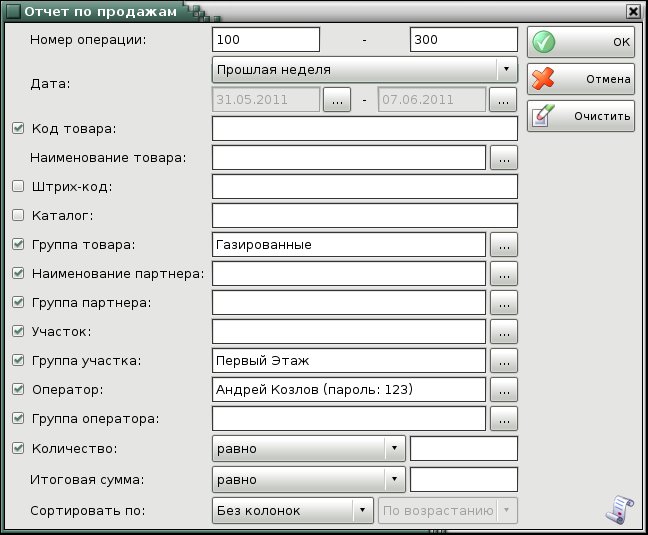 Отчет по продажам
Номер операции: 100 - 300
OK
Дата: Прошлая неделя
Отмена
31.05.2011 ... - 07.06.2011 ...
Очистить
Код товара:
Наименование товара: ...
Штрих-код:
Каталог:
Группа товара: Газированные ...
Наименование партнера: ...
Группа партнера: ...
Участок: ...
Группа участка: Первый Этаж ...
Оператор: Андрей Козлов (пароль: 123) ...
Группа оператора: ...
Количество: равно
Итоговая сумма: равно
Сортировать по: Без колонок По возрастанию